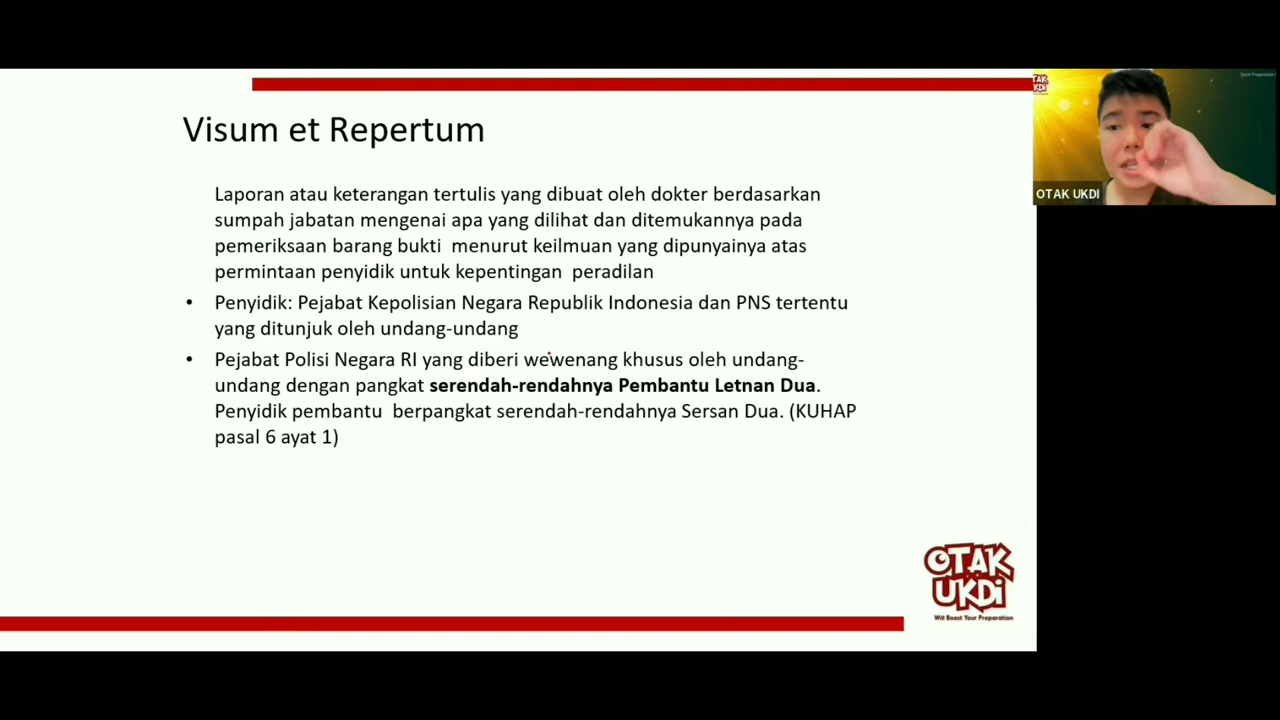 Visum et Repertum
Laporan atau keterangan tertulis yang dibuat oleh dokter berdasarkan
sumpah jabatan mengenai apa yang dilihat dan ditemukannya pada
pemeriksaan barang bukti  menurut keilmuan yang dipunyainya atas
permintaan penyidik untuk kepentingan  peradilan
• Penyidik: Pejabat Kepolisian Negara Republik Indonesia dan PNS tertentu
yang ditunjuk oleh undang-undang
• Pejabat Polisi Negara RI yang diberi wewenang khusus oleh undang-
undang dengan pangkat serendah-rendahnya Pembantu Letnan Dua.
Penyidik pembantu  berpangkat serendah-rendahnya Sersan Dua. (KUHAP
pasal 6 ayat 1)
OTAK UKDI
OTAK
UKDi
Will Boost Your Preparation